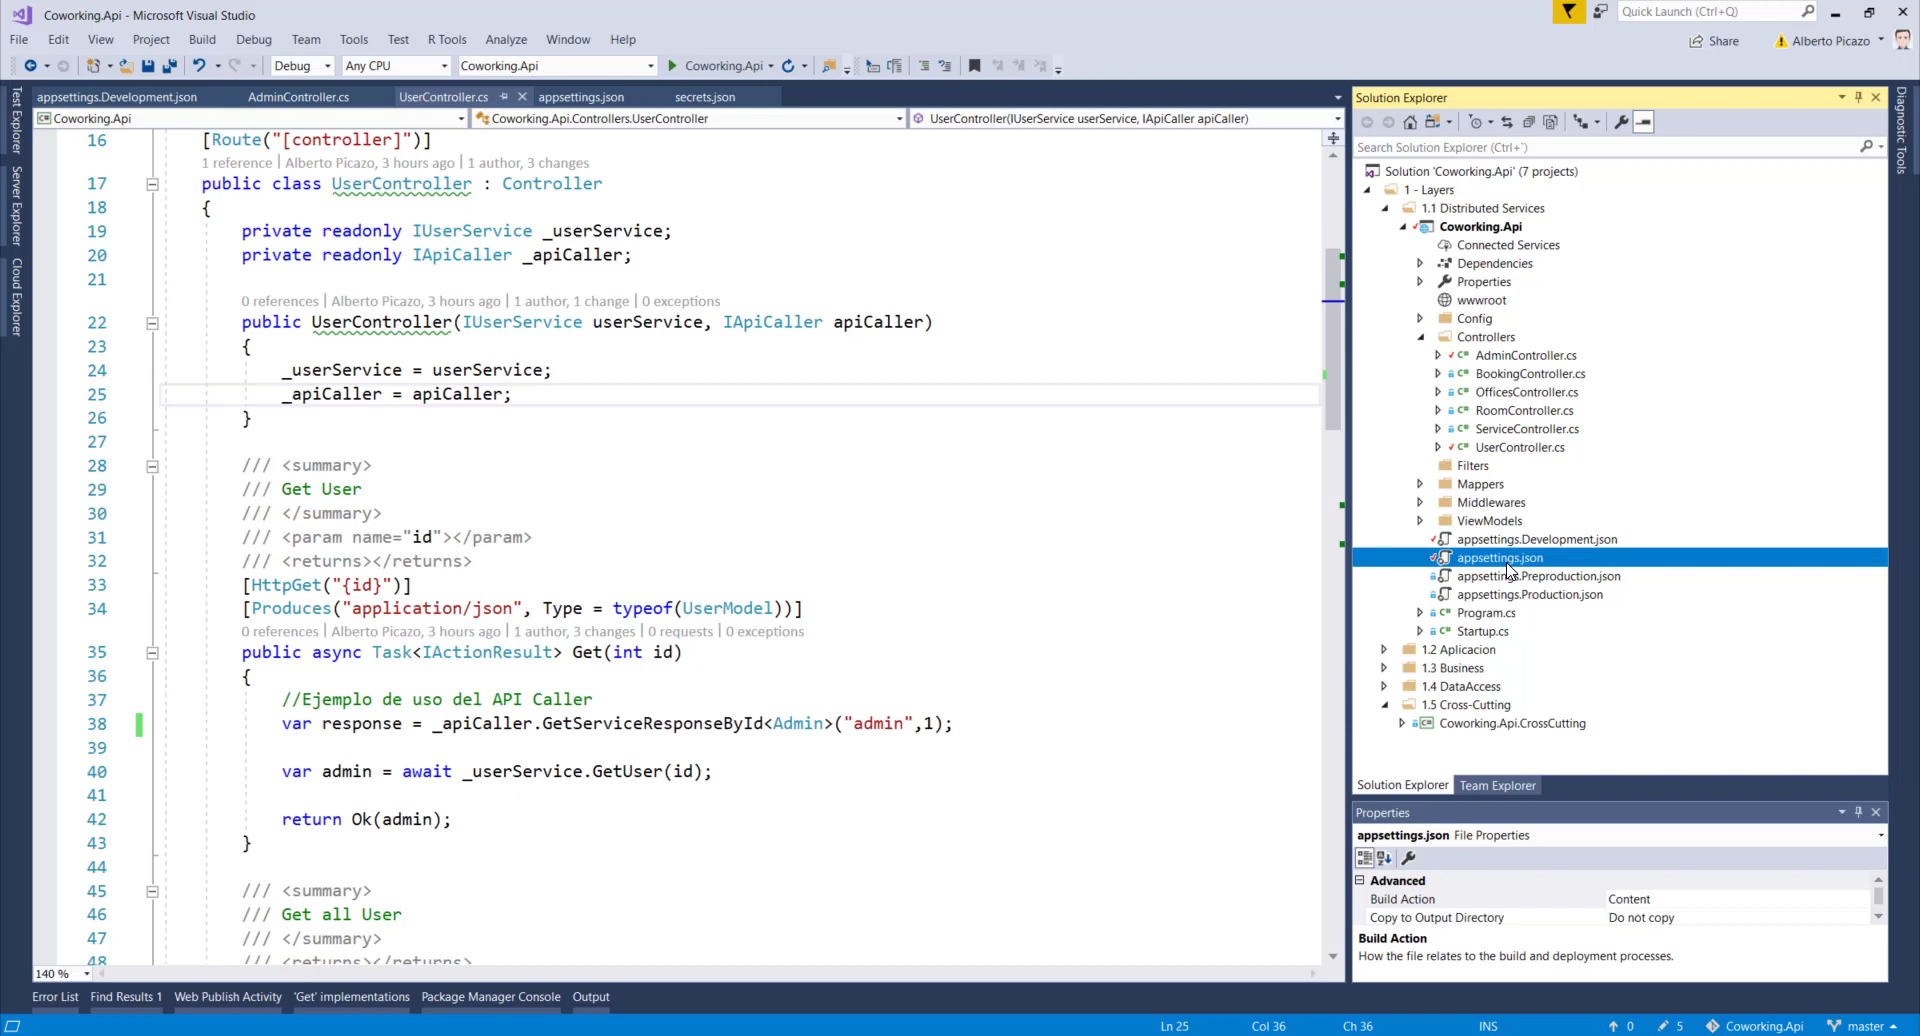 Coworking.Api - Microsoft Visual Studio
Quick Launch (Ctrl+Q)
File Edit View Project Build Debug Team Tools Test R Tools Analyze Window Help
Share
Alberto Picazo
Debug Any CPU Coworking.Api Coworking.Api
Test Explorer
Server Explorer
Cloud Explorer
appsettings.Development.json AdminController.cs UserController.cs appsettings.json secrets.json
Coworking.Api Coworking.Api.Controllers.UserController UserController(IUserService userService, IApiCaller apiCaller)
16 [Route("[controller]")]
1 reference | Alberto Picazo, 3 hours ago | 1 author, 3 changes
17 public class UserController : Controller
18 {
19 private readonly IUserService _userService;
20 private readonly IApiCaller _apiCaller;
21
0 references | Alberto Picazo, 3 hours ago | 1 author, 1 change | 0 exceptions
22 public UserController(IUserService userService, IApiCaller apiCaller)
23 {
24 _userService = userService;
25 _apiCaller = apiCaller;
26 }
27
28 /// <summary>
29 /// Get User
30 /// </summary>
31 /// <param name="id"></param>
32 /// <returns></returns>
33 [HttpGet("{id}")]
34 [Produces("application/json", Type = typeof(UserModel))]
0 references | Alberto Picazo, 3 hours ago | 1 author, 3 changes | 0 requests | 0 exceptions
35 public async Task<IActionResult> Get(int id)
36 {
37 //Ejemplo de uso del API Caller
38 var response = _apiCaller.GetServiceResponseById<Admin>("admin",1);
39
40 var admin = await _userService.GetUser(id);
41
42 return Ok(admin);
43 }
44
45 /// <summary>
46 /// Get all User
47 /// </summary>
48 /// <returns></returns>
140 %
Solution Explorer
Search Solution Explorer (Ctrl+`)
Solution 'Coworking.Api' (7 projects)
1 - Layers
1.1 Distributed Services
Coworking.Api
Connected Services
Dependencies
Properties
wwwroot
Config
Controllers
AdminController.cs
BookingController.cs
OfficesController.cs
RoomController.cs
ServiceController.cs
UserController.cs
Filters
Mappers
Middlewares
ViewModels
appsettings.Development.json
appsettings.json
appsettings.Preproduction.json
appsettings.Production.json
Program.cs
Startup.cs
1.2 Aplicacion
1.3 Business
1.4 DataAccess
1.5 Cross-Cutting
Coworking.Api.CrossCutting
Solution Explorer Team Explorer
Properties
appsettings.json File Properties
Advanced
Build Action Content
Copy to Output Directory Do not copy
Build Action
How the file relates to the build and deployment processes.
Diagnostic Tools
Error List Find Results 1 Web Publish Activity 'Get' implementations Package Manager Console Output
Ln 25 Col 36 Ch 36 INS 0 5 Coworking.Api master